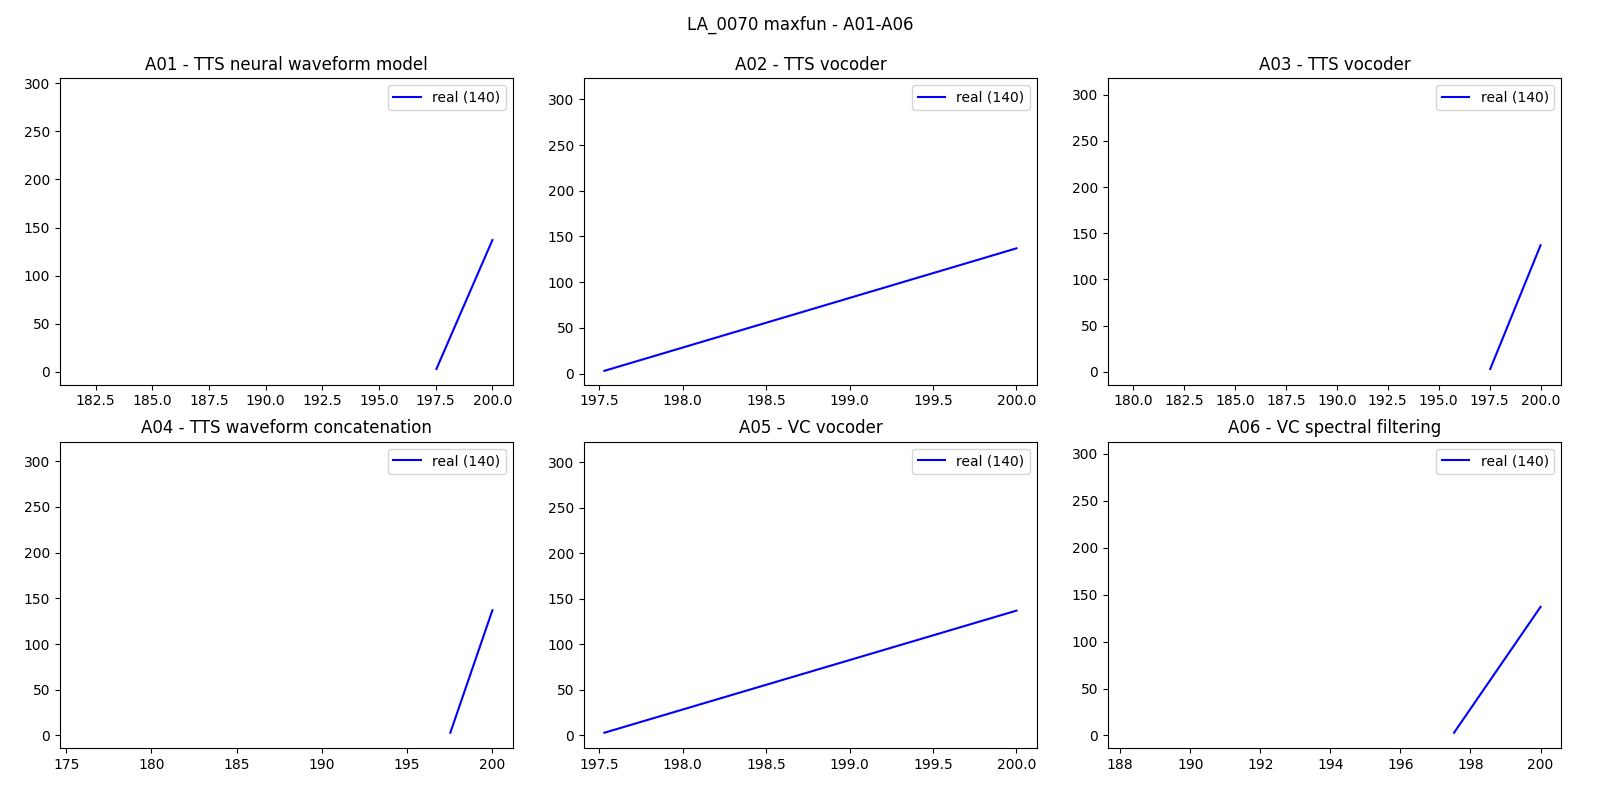 LA_0070 maxfun - A01-A06
A01 - TTS neural waveform model
real (140)
300
250
200
150
100
50
0
182.5 185.0 187.5 190.0 192.5 195.0 197.5 200.0
A02 - TTS vocoder
real (140)
300
250
200
150
100
50
0
197.5 198.0 198.5 199.0 199.5 200.0
A03 - TTS vocoder
real (140)
300
250
200
150
100
50
0
180.0 182.5 185.0 187.5 190.0 192.5 195.0 197.5 200.0
A04 - TTS waveform concatenation
real (140)
300
250
200
150
100
50
0
175 180 185 190 195 200
A05 - VC vocoder
real (140)
300
250
200
150
100
50
0
197.5 198.0 198.5 199.0 199.5 200.0
A06 - VC spectral filtering
real (140)
300
250
200
150
100
50
0
188 190 192 194 196 198 200